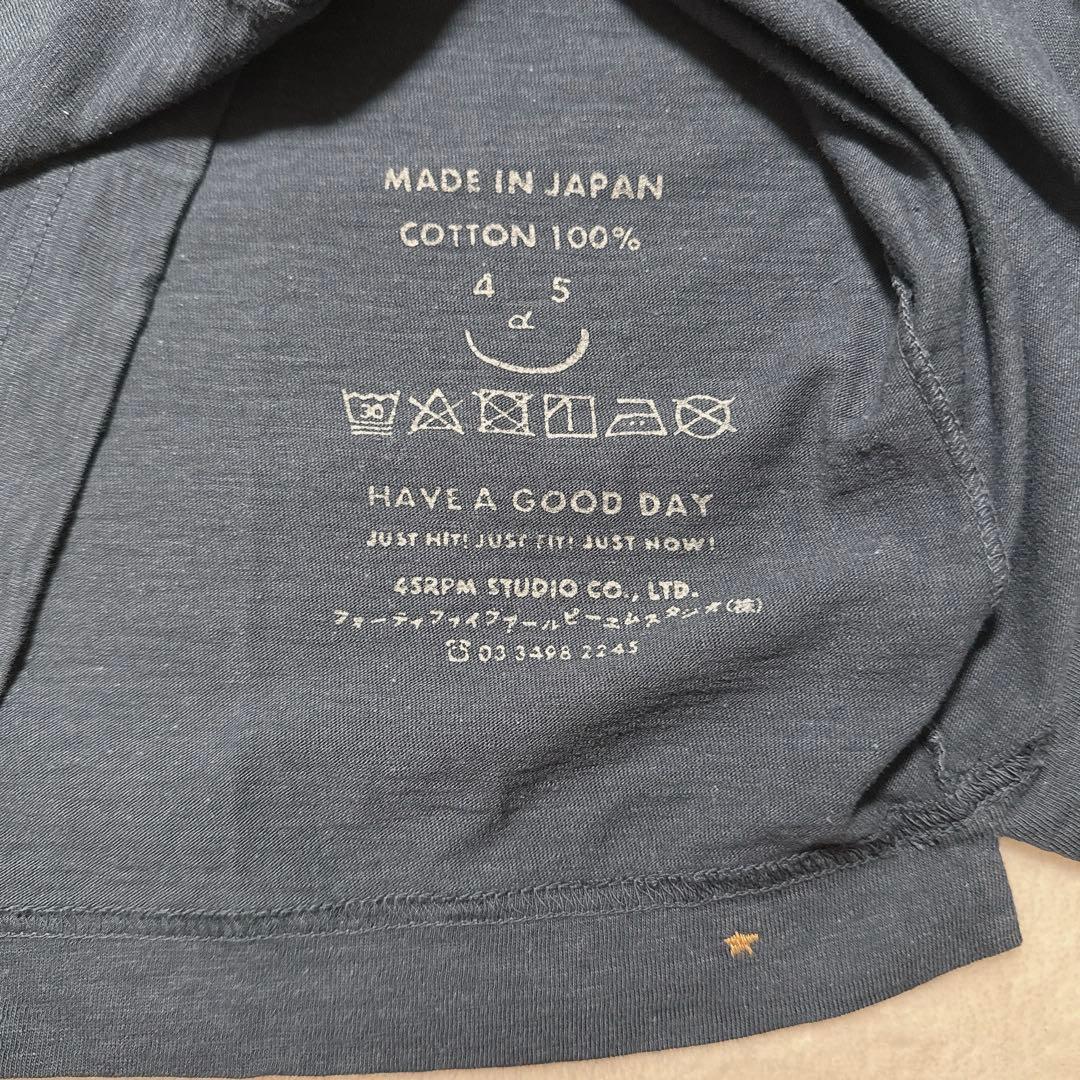 MADE IN JAPAN
COTTON 100%
4 5
R
30
HAVE A GOOD DAY
JUST HIT! JUST FIT! JUST NOW!
45RPM STUDIO CO., LTD.
フォーティファイブアールピーエムスタジオ(株)
☎ 03 3498 2245